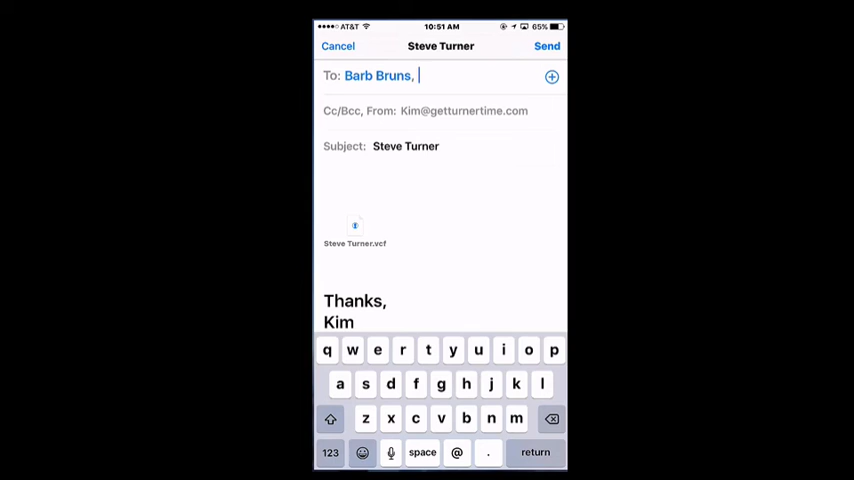 AT&T 10:51 AM 65%
Cancel Steve Turner Send
To: Barb Bruns,
Cc/Bcc, From: Kim@getturnertime.com
Subject: Steve Turner
Steve Turner.vcf
Thanks,
Kim
q w e r t y u i o p
a s d f g h j k l
z x c v b n m
123 space @ . return